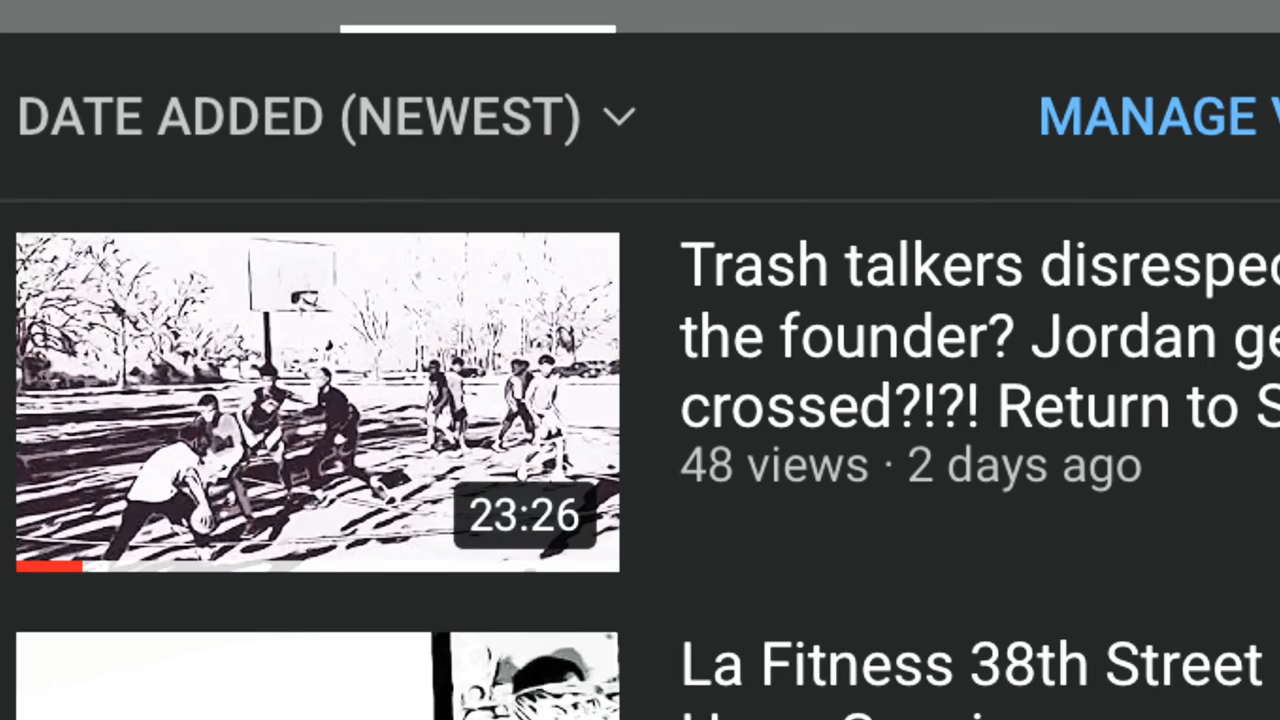 DATE ADDED (NEWEST)
MANAGE
Trash talkers disrespec
the founder? Jordan ge
crossed?!?! Return to S
48 views · 2 days ago
23:26
La Fitness 38th Street